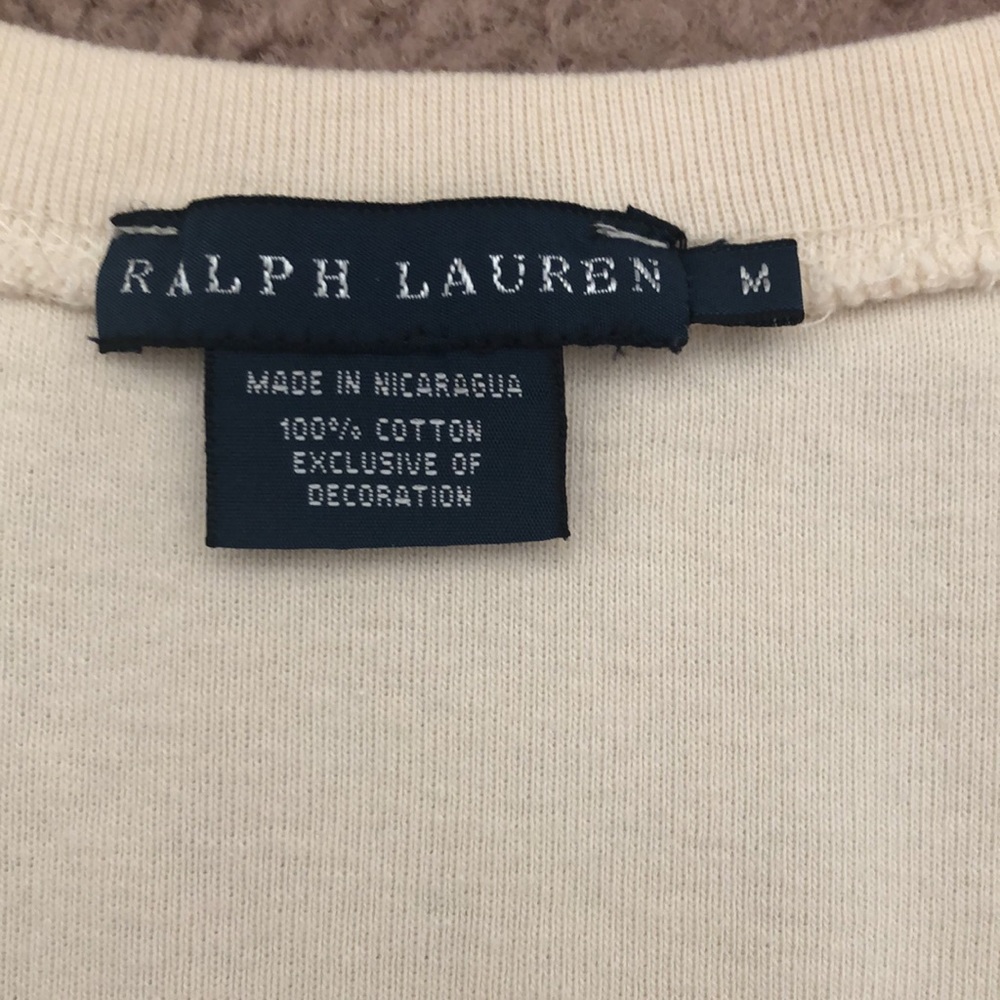 RALPH LAUREN M
MADE IN NICARAGUA
100% COTTON
EXCLUSIVE OF
DECORATION